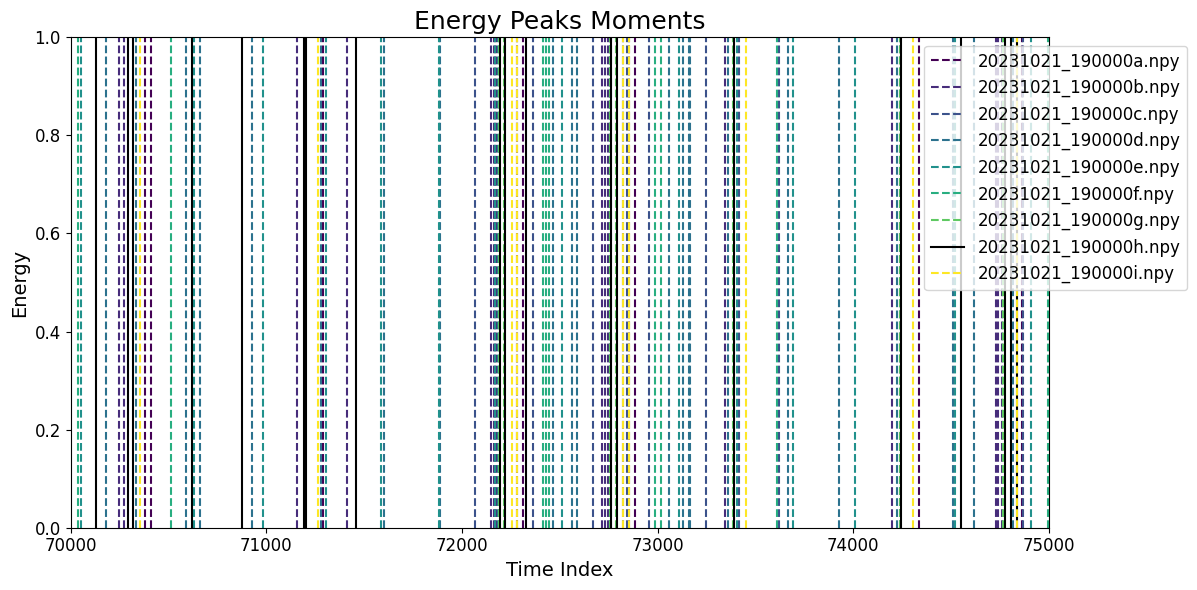 Energy Peaks Moments
1.0
0.8
0.6
0.4
0.2
0.0
Energy
70000 71000 72000 73000 74000 75000
Time Index
20231021_190000a.npy
20231021_190000b.npy
20231021_190000c.npy
20231021_190000d.npy
20231021_190000e.npy
20231021_190000f.npy
20231021_190000g.npy
20231021_190000h.npy
20231021_190000i.npy